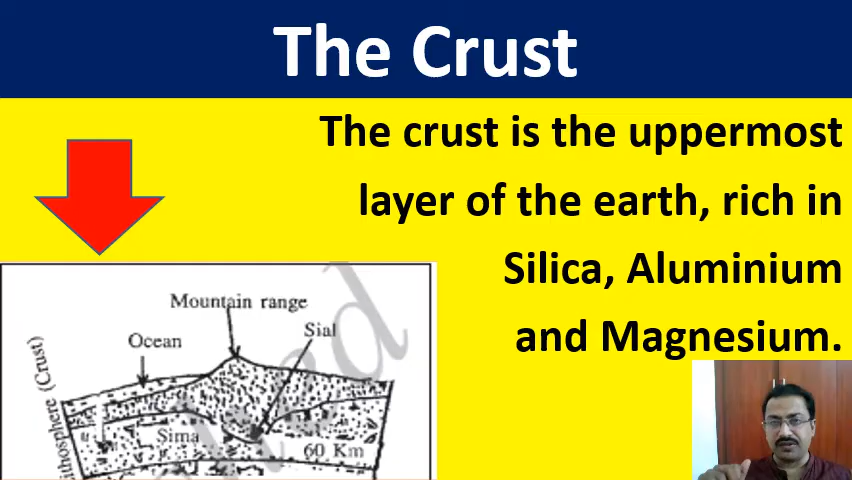 The Crust
The crust is the uppermost
layer of the earth, rich in
Silica, Aluminium
and Magnesium.
Mountain range
Ocean
Sial
Lithosphere (Crust)
Sima
60 Km